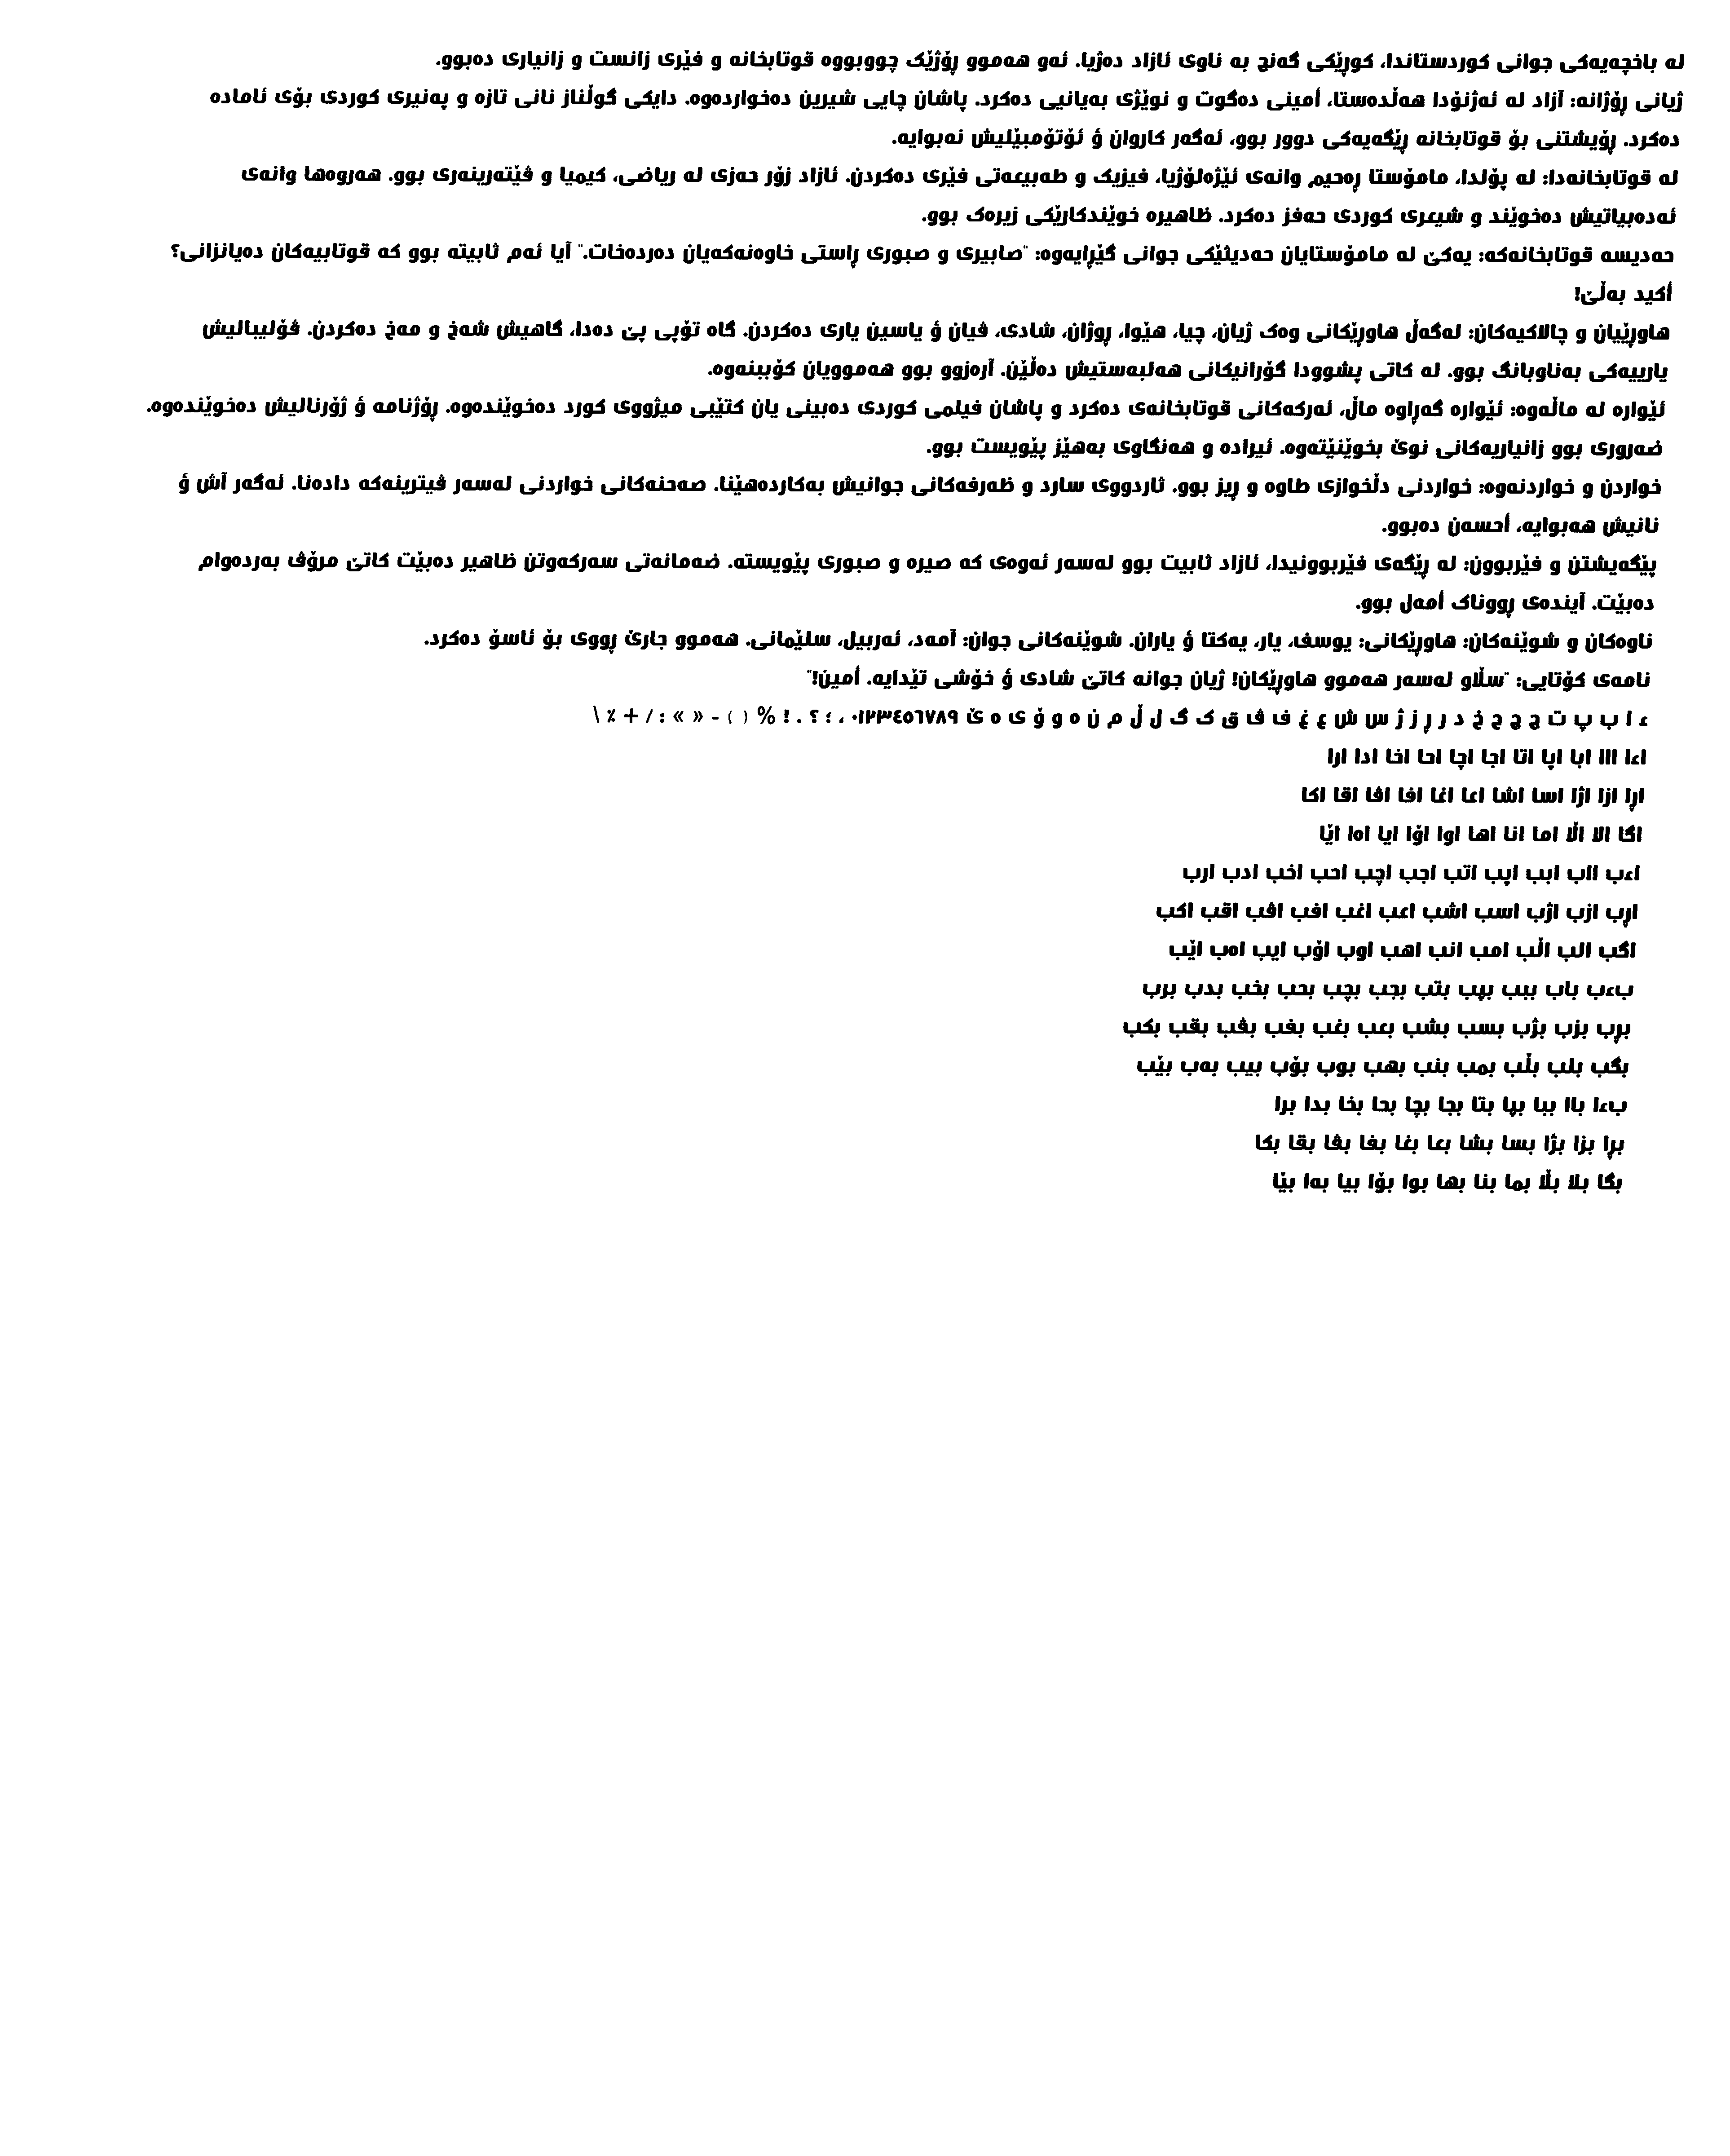 لە باخچەیەکی جوانی کوردستاندا، کوڕێکی گەنج بە ناوی ئازاد دەژیا. ئەو هەموو ڕۆژێک چووبووە قوتابخانە و فێری زانست و زانیاری دەبوو.
ژیانی ڕۆژانە: آزاد لە ئەژنۆدا هەڵدەستا، أمینی دەگوت و نوێژی بەیانیی دەکرد. پاشان چایی شیرین دەخواردەوە. دایکی گوڵناز نانی تازە و پەنیری کوردی بۆی ئامادە
دەکرد. ڕۆیشتنی بۆ قوتابخانە ڕێگەیەکی دوور بوو، ئەگەر کاروان ؤ ئۆتۆمبێلیش نەبوایە.
لە قوتابخانەدا: لە پۆلدا، مامۆستا ڕەحیم وانەی ئێژەلۆژیا، فیزیک و طەبیعەتی فێری دەکردن. ئازاد زۆر حەزی لە ریاضی، کیمیا و ڤێتەرینەری بوو. هەروەها وانەی
ئەدەبیاتیش دەخوێند و شیعری کوردی حەفز دەکرد. ظاهیرە خوێندکارێکی زیرەک بوو.
حەدیسە قوتابخانەکە: یەکێ لە مامۆستایان حەدیثێکی جوانی گێڕایەوە: "صابیری و صبوری ڕاستی خاوەنەکەیان دەردەخات." آیا ئەم ثابیتە بوو کە قوتابیەکان دەیانزانی؟
أکید بەڵێ!
هاوڕێیان و چالاکیەکان: لەگەڵ هاوڕێکانی وەک ژیان، چیا، هێوا، ڕوژان، شادی، ڤیان ؤ یاسین یاری دەکردن. گاە تۆپی پێ دەدا، گاهیش شەخ و مەخ دەکردن. ڤۆلیبالیش
یارییەکی بەناوبانگ بوو. لە کاتی پشوودا گۆرانیکانی هەلبەستیش دەڵێن. آرەزوو بوو هەموویان کۆببنەوە.
ئێوارە لە ماڵەوە: ئێوارە گەڕاوە ماڵ، ئەرکەکانی قوتابخانەی دەکرد و پاشان فیلمی کوردی دەبینی یان کتێبی میژووی کورد دەخوێندەوە. ڕۆژنامە ؤ ژۆرنالیش دەخوێندەوە.
ضەروری بوو زانیاریەکانی نوێ بخوێنێتەوە. ئیرادە و هەنگاوی بەهێز پێویست بوو.
خواردن و خواردنەوە: خواردنی دڵخوازی طاوە و ڕیز بوو. ثاردووی سارد و ظەرفەکانی جوانیش بەکاردەهێنا. صەحنەکانی خواردنی لەسەر ڤیترینەکە دادەنا. ئەگەر آش ؤ
نانیش هەبوایە، أحسەن دەبوو.
پێگەیشتن و فێربوون: لە ڕێگەی فێربوونیدا، ئازاد ثابیت بوو لەسەر ئەوەی کە صیرە و صبوری پێویستە. ضەمانەتی سەرکەوتن ظاهیر دەبێت کاتێ مرۆڤ بەردەوام
دەبێت. آیندەی ڕووناک أمەل بوو.
ناوەکان و شوێنەکان: هاوڕێکانی: یوسف، یار، یەکتا ؤ یاران. شوێنەکانی جوان: آمەد، ئەربیل، سلێمانی. هەموو جارێ ڕووی بۆ ئاسۆ دەکرد.
نامەی کۆتایی: "سڵاو لەسەر هەموو هاوڕێکان! ژیان جوانە کاتێ شادی ؤ خۆشی تێدایە. أمین!"
ء ا ب پ ت ج چ ح خ د ر ڕ ز ژ س ش ع غ ف ڤ ق ک گ ل ڵ م ن ە و ۆ ی ە ێ ٠١٢٣٤٥٦٧٨٩ ، ؛ ؟ . ! % ( ) - « » : / + ٪ \
اءا ااا ابا اپا اتا اجا اچا احا اخا ادا ارا
اڕا ازا اژا اسا اشا اعا اغا افا اڤا اقا اکا
اگا الا اڵا اما انا اها اوا اۆا ایا اەا اێا
اءب ااب ابب اپب اتب اجب اچب احب اخب ادب ارب
اڕب ازب اژب اسب اشب اعب اغب افب اڤب اقب اکب
اگب الب اڵب امب انب اهب اوب اۆب ایب اەب اێب
بءب باب ببب بپب بتب بجب بچب بحب بخب بدب برب
بڕب بزب بژب بسب بشب بعب بغب بفب بڤب بقب بکب
بگب بلب بڵب بمب بنب بهب بوب بۆب بیب بەب بێب
بءا باا ببا بپا بتا بجا بچا بحا بخا بدا برا
بڕا بزا بژا بسا بشا بعا بغا بفا بڤا بقا بکا
بگا بلا بڵا بما بنا بها بوا بۆا بیا بەا بێا